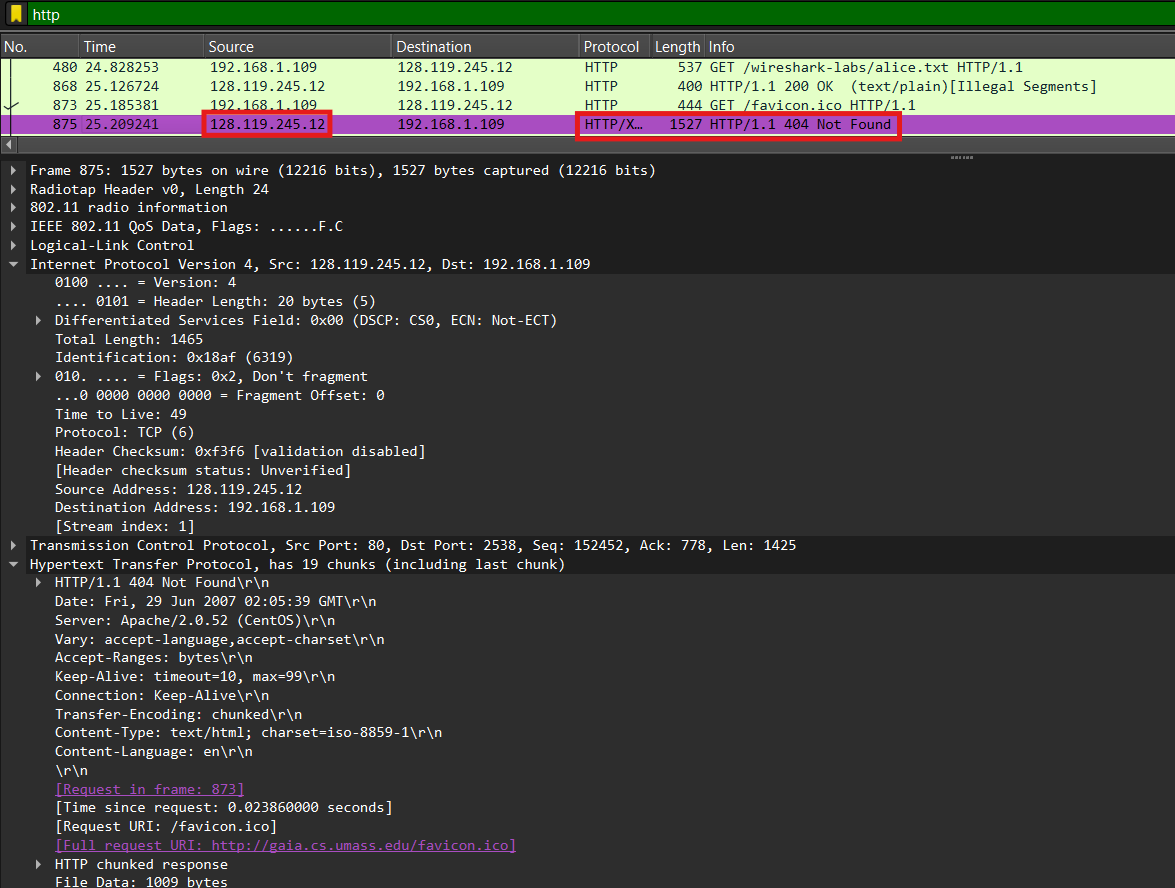 http
No. Time Source Destination Protocol Length Info
480 24.828253 192.168.1.109 128.119.245.12 HTTP 537 GET /wireshark-labs/alice.txt HTTP/1.1
868 25.126724 128.119.245.12 192.168.1.109 HTTP 400 HTTP/1.1 200 OK  (text/plain)[Illegal Segments]
873 25.185381 192.168.1.109 128.119.245.12 HTTP 444 GET /favicon.ico HTTP/1.1
875 25.209241 128.119.245.12 192.168.1.109 HTTP/X… 1527 HTTP/1.1 404 Not Found
Frame 875: 1527 bytes on wire (12216 bits), 1527 bytes captured (12216 bits)
Radiotap Header v0, Length 24
802.11 radio information
IEEE 802.11 QoS Data, Flags: ......F.C
Logical-Link Control
Internet Protocol Version 4, Src: 128.119.245.12, Dst: 192.168.1.109
0100 .... = Version: 4
.... 0101 = Header Length: 20 bytes (5)
Differentiated Services Field: 0x00 (DSCP: CS0, ECN: Not-ECT)
Total Length: 1465
Identification: 0x18af (6319)
010. .... = Flags: 0x2, Don't fragment
...0 0000 0000 0000 = Fragment Offset: 0
Time to Live: 49
Protocol: TCP (6)
Header Checksum: 0xf3f6 [validation disabled]
[Header checksum status: Unverified]
Source Address: 128.119.245.12
Destination Address: 192.168.1.109
[Stream index: 1]
Transmission Control Protocol, Src Port: 80, Dst Port: 2538, Seq: 152452, Ack: 778, Len: 1425
Hypertext Transfer Protocol, has 19 chunks (including last chunk)
HTTP/1.1 404 Not Found\r\n
Date: Fri, 29 Jun 2007 02:05:39 GMT\r\n
Server: Apache/2.0.52 (CentOS)\r\n
Vary: accept-language,accept-charset\r\n
Accept-Ranges: bytes\r\n
Keep-Alive: timeout=10, max=99\r\n
Connection: Keep-Alive\r\n
Transfer-Encoding: chunked\r\n
Content-Type: text/html; charset=iso-8859-1\r\n
Content-Language: en\r\n
\r\n
[Request in frame: 873]
[Time since request: 0.023860000 seconds]
[Request URI: /favicon.ico]
[Full request URI: http://gaia.cs.umass.edu/favicon.ico]
HTTP chunked response
File Data: 1009 bytes